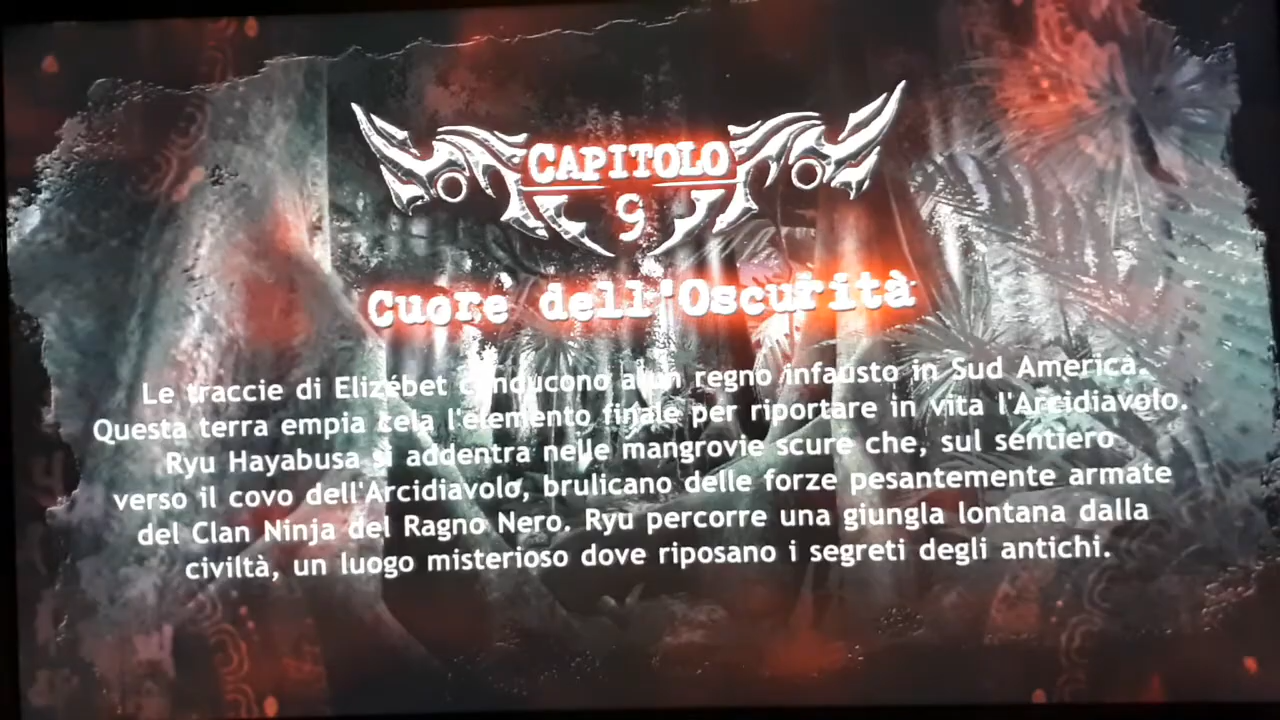 CAPITOLO
9
Cuore dell'Oscurità
Le traccie di Elizébet conducono a un regno infausto in Sud America.
Questa terra empia cela l'elemento finale per riportare in vita l'Arcidiavolo.
Ryu Hayabusa si addentra nelle mangrovie scure che, sul sentiero
verso il covo dell'Arcidiavolo, brulicano delle forze pesantemente armate
del Clan Ninja del Ragno Nero. Ryu percorre una giungla lontana dalla
civiltà, un luogo misterioso dove riposano i segreti degli antichi.